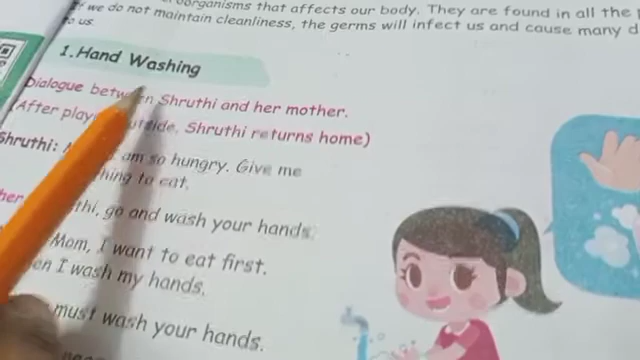 organisms that affects our body. They are found in all the
we do not maintain cleanliness, the germs will infect us and cause many d
to us.
1. Hand Washing
Dialogue between Shruthi and her mother.
(After play outside, Shruthi returns home)
Shruthi: am so hungry. Give me
to eat.
go and wash your hands.
Mom, I want to eat first.
I wash my hands.
must wash your hands.